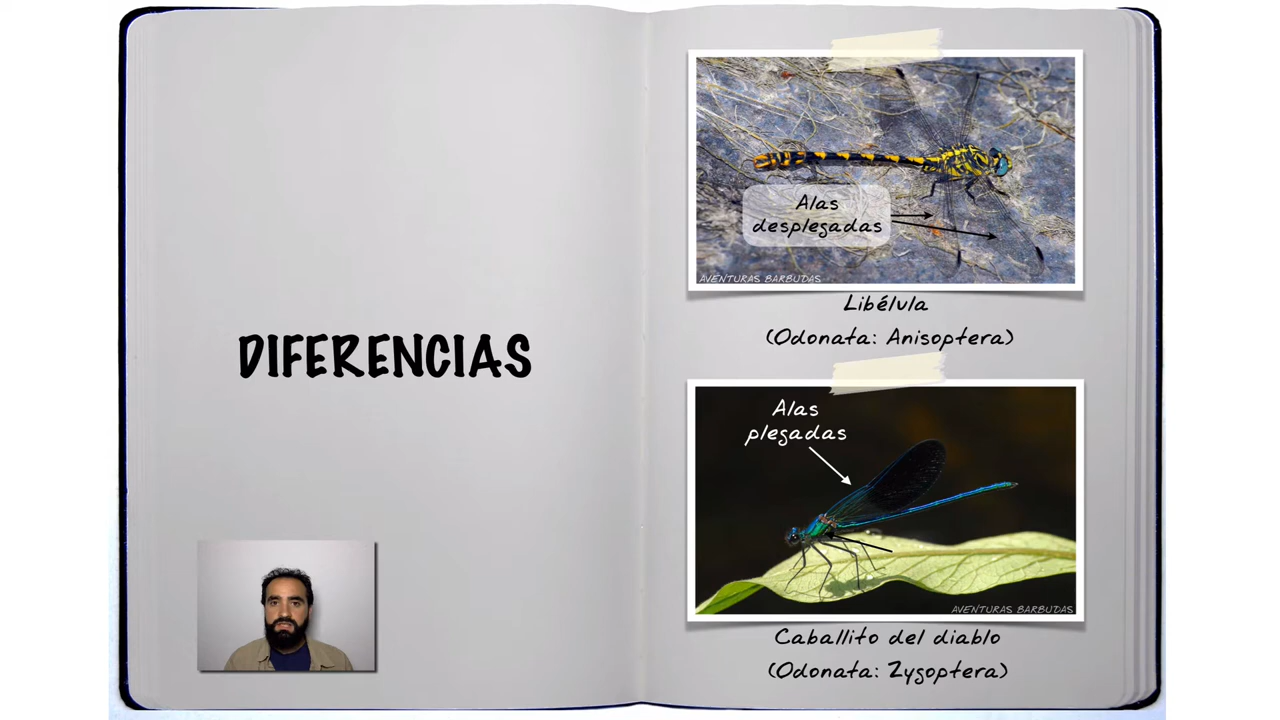 DIFERENCIAS
Alas
desplegadas
AVENTURAS BARBUDAS
Libélula
(Odonata: Anisoptera)
Alas
plegadas
AVENTURAS BARBUDAS
Caballito del diablo
(Odonata: Zygoptera)